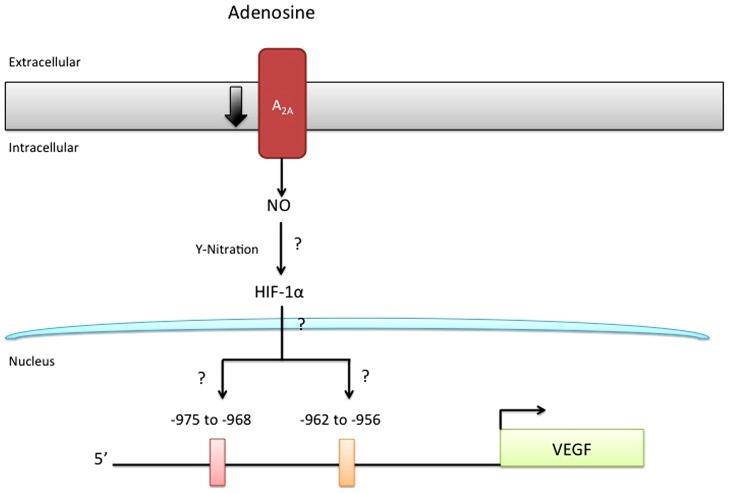 Adenosine
Extracellular
A2A
Intracellular
NO
Y-Nitration ?
HIF-1α
?
Nucleus
? ?
-975 to -968 -962 to -956
5’ VEGF